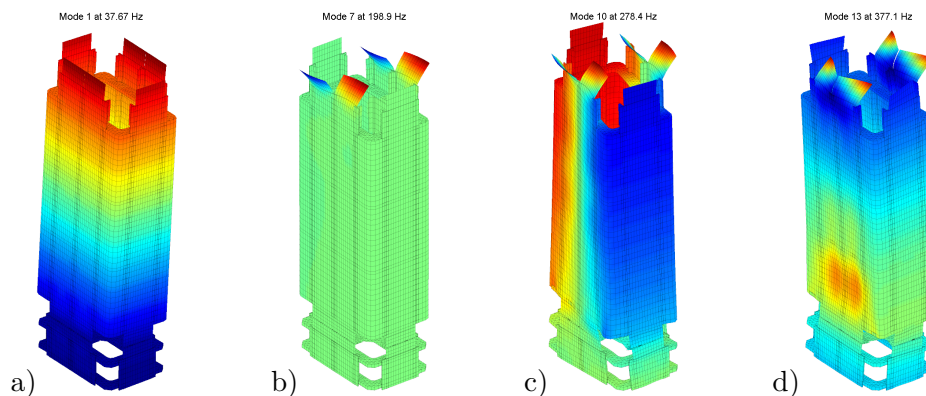 Mode 1 at 37.67 Hz
Mode 7 at 198.9 Hz
Mode 10 at 278.4 Hz
Mode 13 at 377.1 Hz
a)
b)
c)
d)